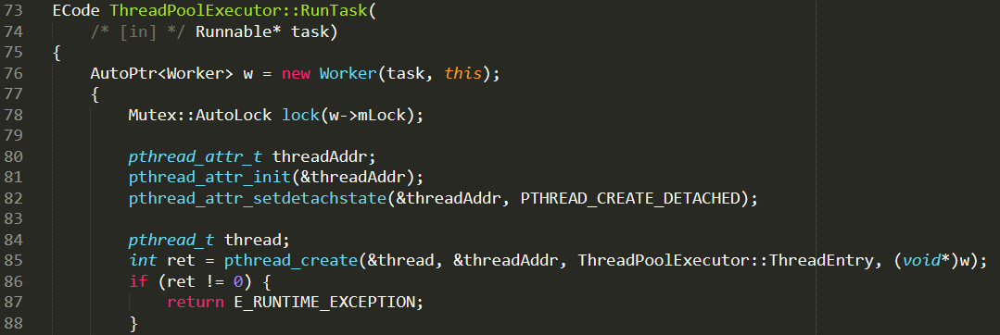 73 ECode ThreadPoolExecutor::RunTask(
74 /* [in] */ Runnable* task)
75 {
76 AutoPtr<Worker> w = new Worker(task, this);
77 {
78 Mutex::AutoLock lock(w->mLock);
79
80 pthread_attr_t threadAddr;
81 pthread_attr_init(&threadAddr);
82 pthread_attr_setdetachstate(&threadAddr, PTHREAD_CREATE_DETACHED);
83
84 pthread_t thread;
85 int ret = pthread_create(&thread, &threadAddr, ThreadPoolExecutor::ThreadEntry, (void*)w);
86 if (ret != 0) {
87 return E_RUNTIME_EXCEPTION;
88 }